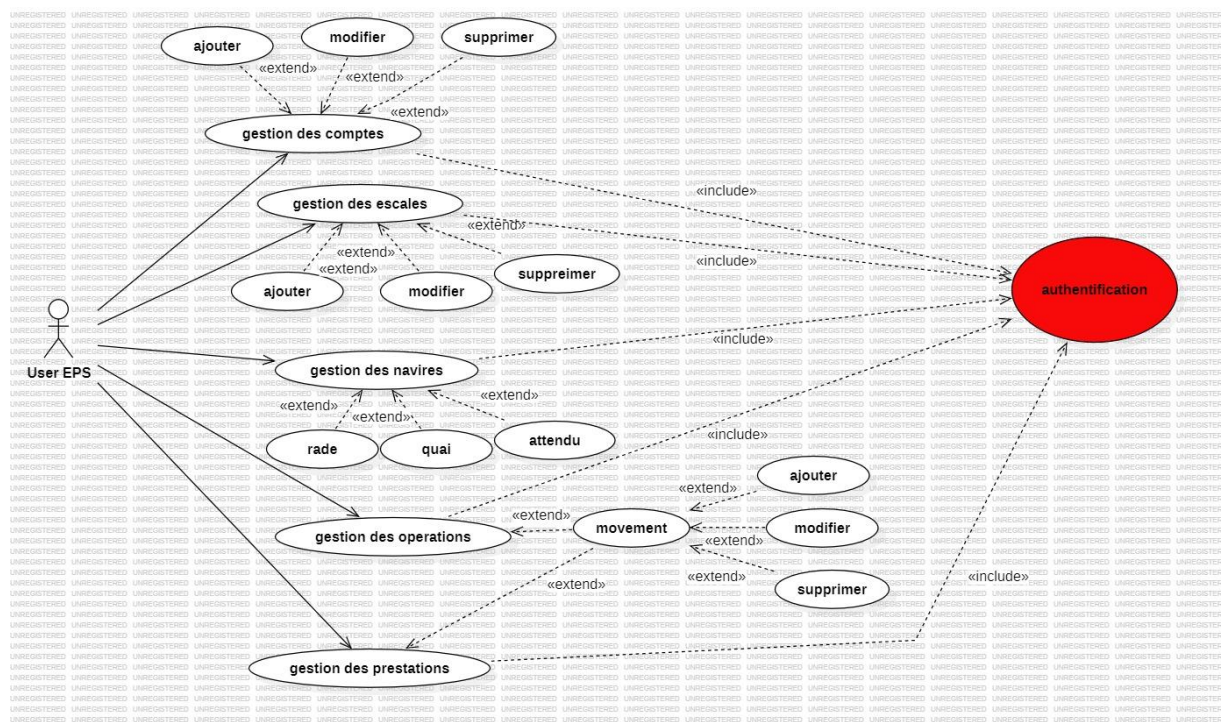 UNREGISTERED
ajouter
modifier
supprimer
«extend»
«extend»
«extend»
gestion des comptes
«include»
gestion des escales
«extend»
«extend»
«extend»
«include»
ajouter
modifier
suppreimer
authentification
User EPS
«include»
gestion des navires
«extend»
«extend»
«extend»
rade
quai
attendu
«include»
ajouter
«extend»
gestion des operations
«extend»
movement
modifier
«extend»
«extend»
«extend»
supprimer
«include»
gestion des prestations